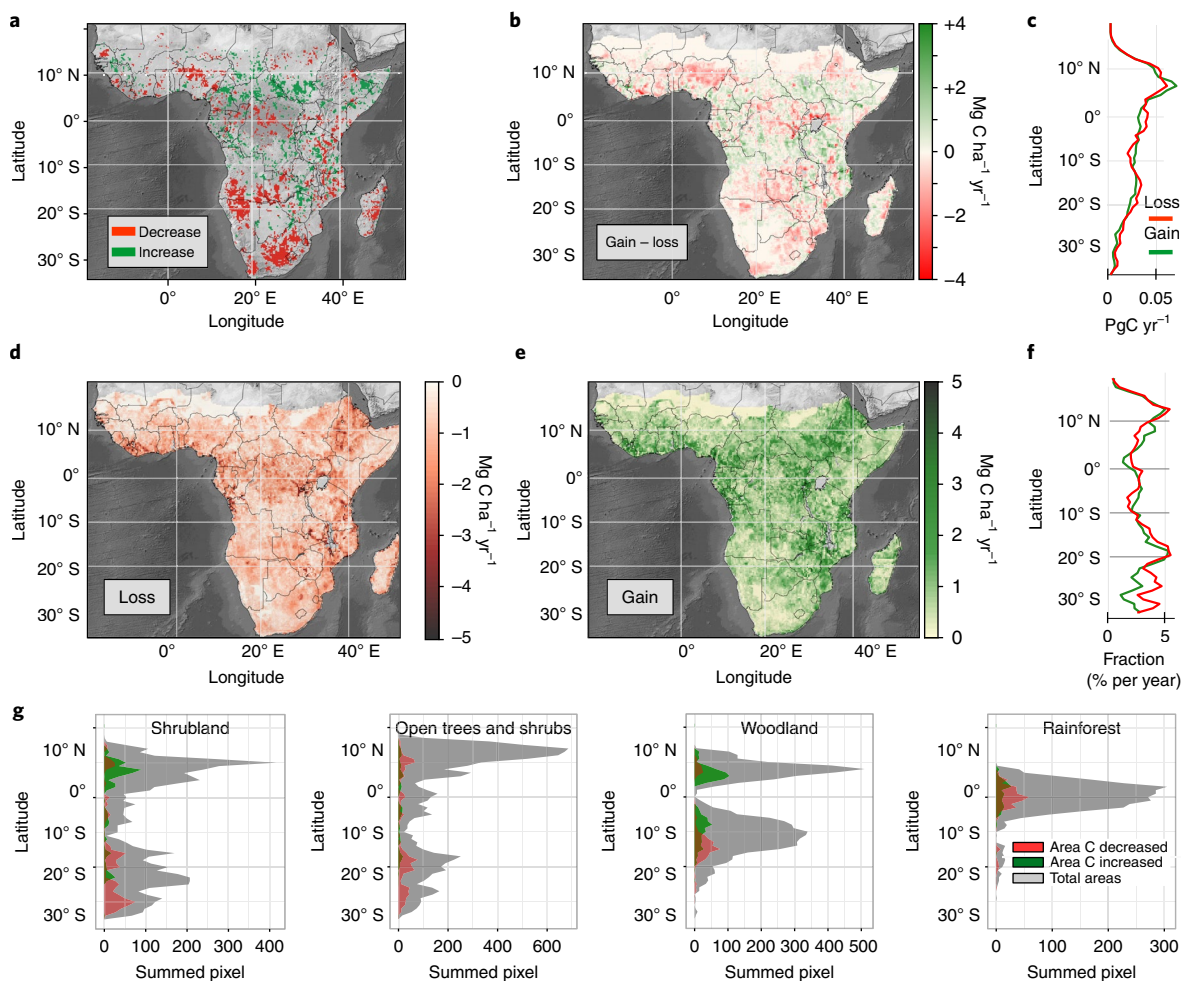 a
10° N
0°
10° S
20° S
30° S
Latitude
Decrease
Increase
0°
20° E
40° E
Longitude
b
10° N
0°
10° S
20° S
30° S
Latitude
Gain – loss
0°
20° E
40° E
Longitude
+4
+2
0
−2
−4
Mg C ha⁻¹ yr⁻¹
c
10° N
0°
10° S
20° S
30° S
Latitude
Loss
Gain
0
0.05
PgC yr⁻¹
d
10° N
0°
10° S
20° S
30° S
Latitude
Loss
0°
20° E
40° E
Longitude
0
−1
−2
−3
−4
−5
Mg C ha⁻¹ yr⁻¹
e
10° N
0°
10° S
20° S
30° S
Latitude
Gain
0°
20° E
40° E
Longitude
5
4
3
2
1
0
Mg C ha⁻¹ yr⁻¹
f
10° N
0°
10° S
20° S
30° S
Latitude
0
5
Fraction
(% per year)
g
Shrubland
10° N
0°
10° S
20° S
30° S
Latitude
0
100
200
300
400
Summed pixel
Open trees and shrubs
10° N
0°
10° S
20° S
30° S
Latitude
0
200
400
600
Summed pixel
Woodland
10° N
0°
10° S
20° S
30° S
Latitude
0
100
200
300
400
500
Summed pixel
Rainforest
10° N
0°
10° S
20° S
30° S
Latitude
Area C decreased
Area C increased
Total areas
0
100
200
300
Summed pixel